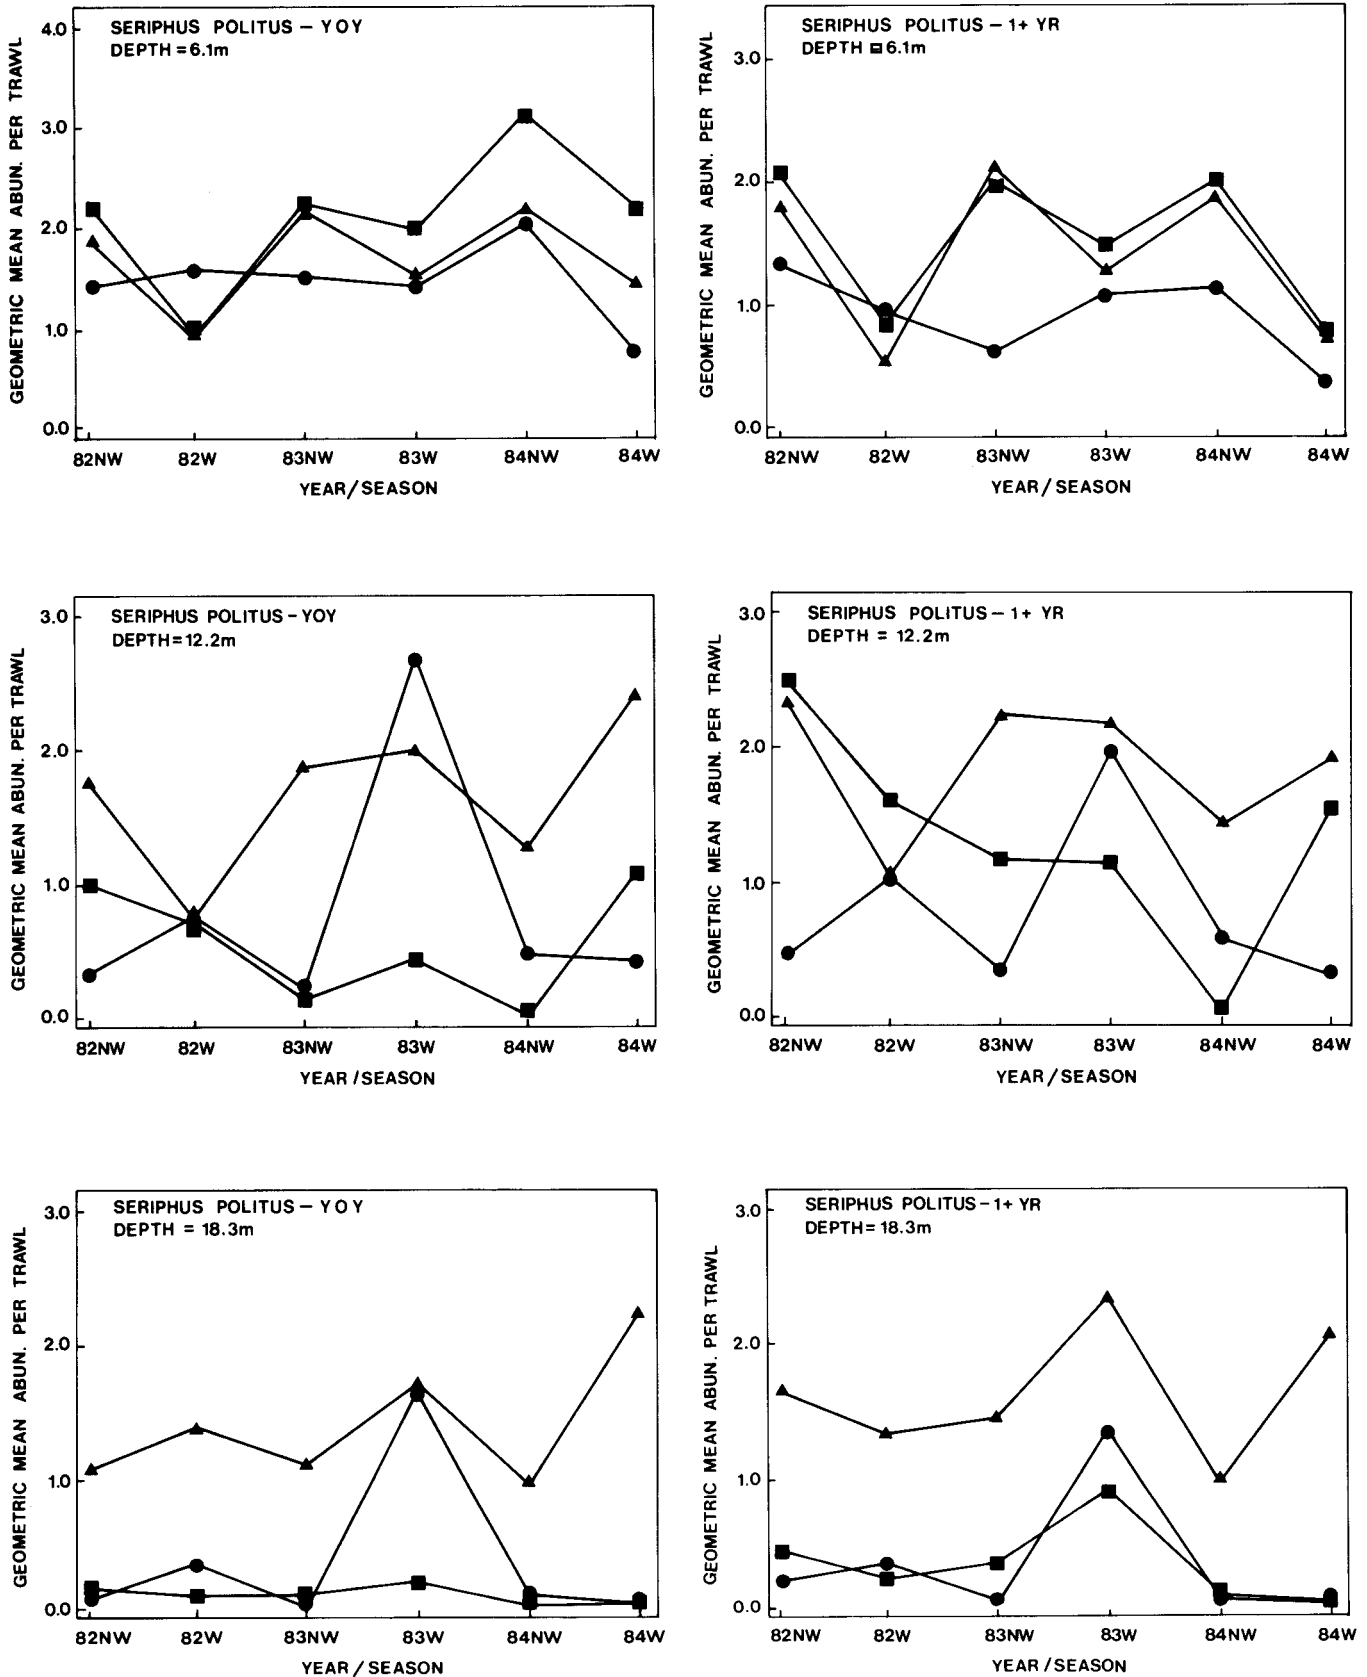 SERIPHUS POLITUS – YOY
DEPTH = 6.1m
GEOMETRIC MEAN ABUN. PER TRAWL
4.0
3.0
2.0
1.0
0.0
82NW 82W 83NW 83W 84NW 84W
YEAR/SEASON
SERIPHUS POLITUS – 1+ YR
DEPTH = 6.1m
GEOMETRIC MEAN ABUN. PER TRAWL
3.0
2.0
1.0
0.0
82NW 82W 83NW 83W 84NW 84W
YEAR/SEASON
SERIPHUS POLITUS – YOY
DEPTH = 12.2m
GEOMETRIC MEAN ABUN. PER TRAWL
3.0
2.0
1.0
0.0
82NW 82W 83NW 83W 84NW 84W
YEAR/SEASON
SERIPHUS POLITUS – 1+ YR
DEPTH = 12.2m
GEOMETRIC MEAN ABUN. PER TRAWL
3.0
2.0
1.0
0.0
82NW 82W 83NW 83W 84NW 84W
YEAR/SEASON
SERIPHUS POLITUS – YOY
DEPTH = 18.3m
GEOMETRIC MEAN ABUN. PER TRAWL
3.0
2.0
1.0
0.0
82NW 82W 83NW 83W 84NW 84W
YEAR/SEASON
SERIPHUS POLITUS – 1+ YR
DEPTH = 18.3m
GEOMETRIC MEAN ABUN. PER TRAWL
3.0
2.0
1.0
0.0
82NW 82W 83NW 83W 84NW 84W
YEAR/SEASON